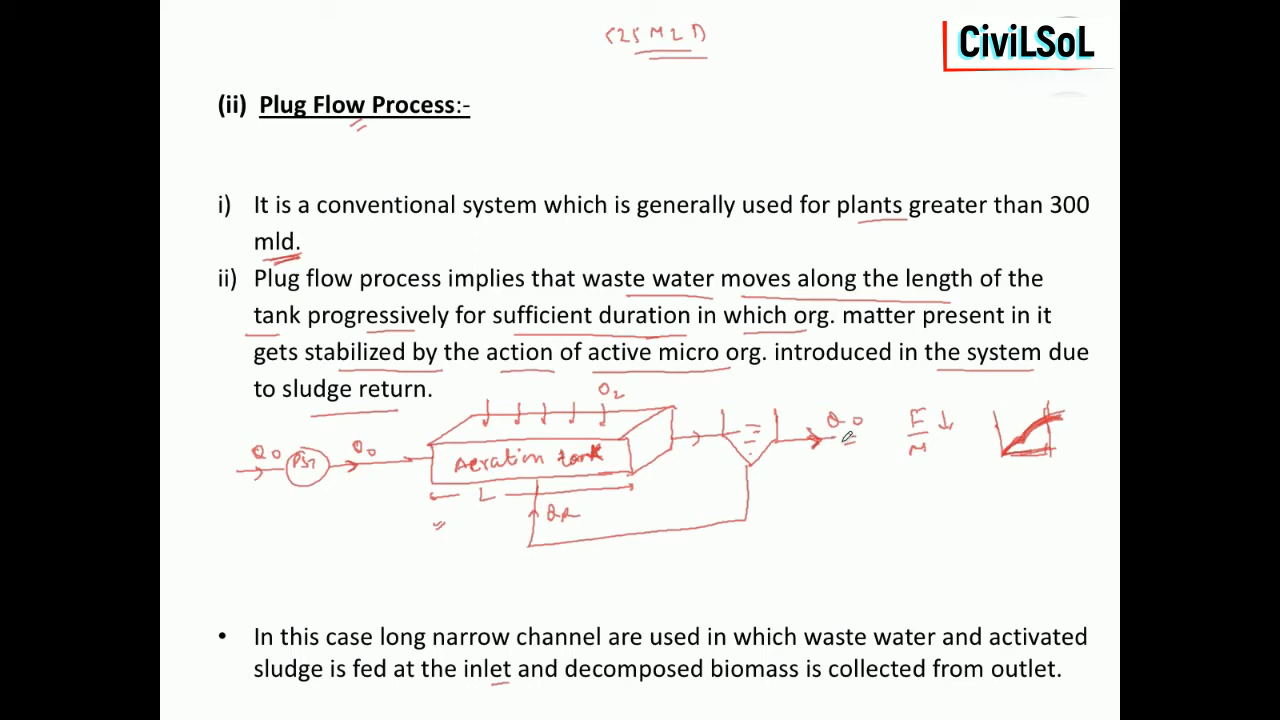 <25 MLD
CiviLSoL
(ii) Plug Flow Process:-
i) It is a conventional system which is generally used for plants greater than 300
mld.
ii) Plug flow process implies that waste water moves along the length of the
tank progressively for sufficient duration in which org. matter present in it
gets stabilized by the action of active micro org. introduced in the system due
to sludge return.
O2
Q0 PST Q0
Aeration tank
Q0
F
M
L
QR
• In this case long narrow channel are used in which waste water and activated
sludge is fed at the inlet and decomposed biomass is collected from outlet.